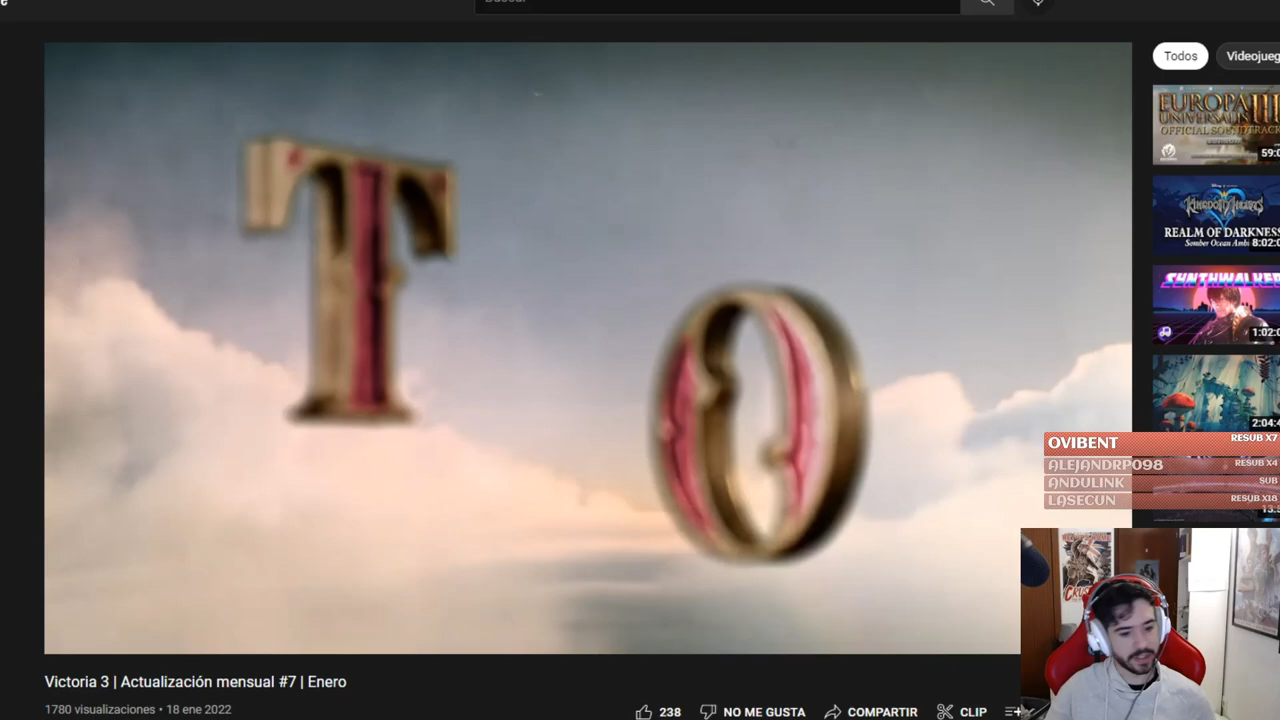 Todos
T
O
EUROPA
UNIVERSALIS III
OFFICIAL SOUNDTRACK
59:0
KINGDOM HEARTS
REALM OF DARKNESS
Somber Ocean Ambi
8:02:0
SYNTHWALKER
1:02:0
2:04:4
OVIBENT RESUB X7
ALEJANDRP098 RESUB X4
ANDULINK SUB
LASECUN RESUB X18
Victoria 3 | Actualización mensual #7 | Enero
1780 visualizaciones • 18 ene 2022
238 NO ME GUSTA COMPARTIR CLIP